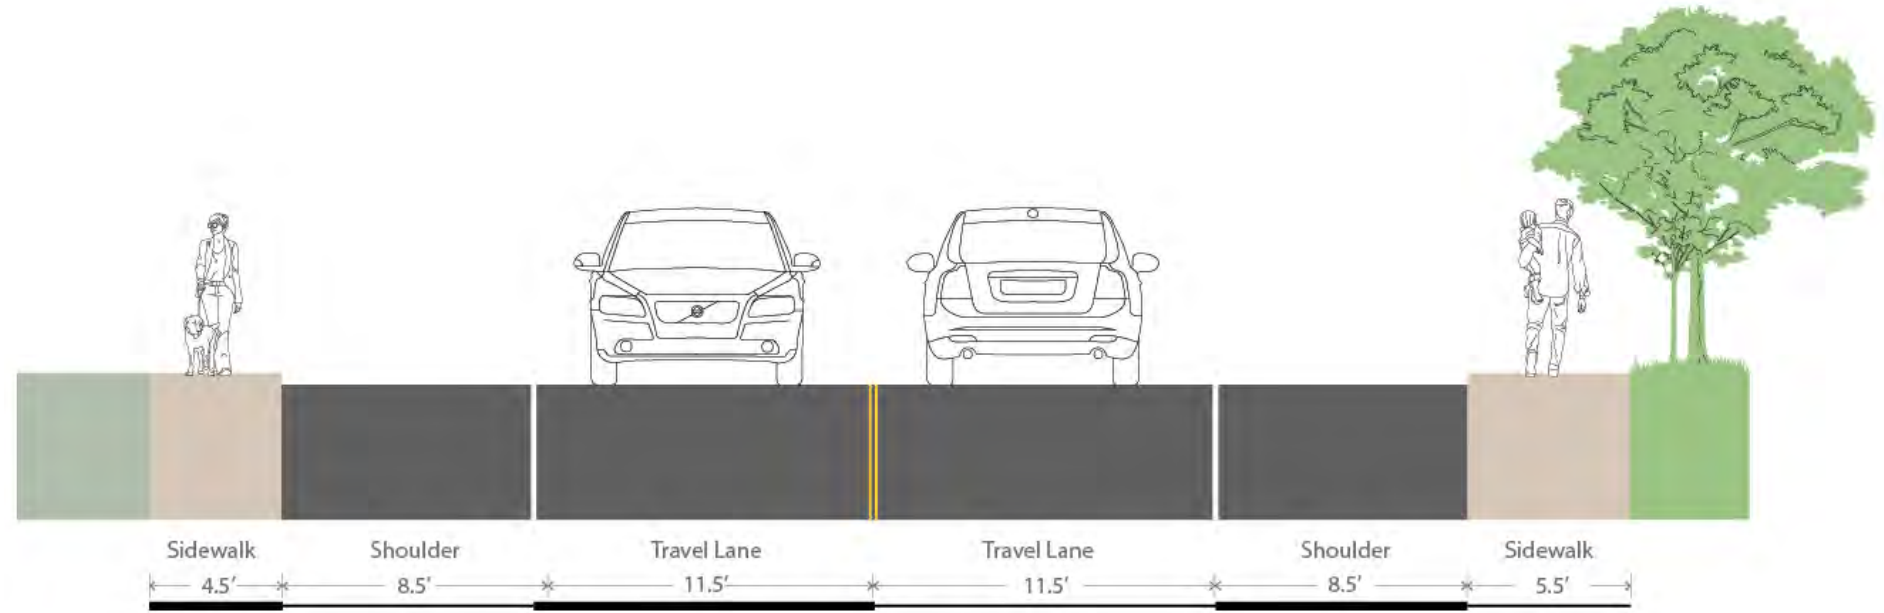 Sidewalk Shoulder Travel Lane Travel Lane Shoulder Sidewalk
4.5’ 8.5’ 11.5’ 11.5’ 8.5’ 5.5’